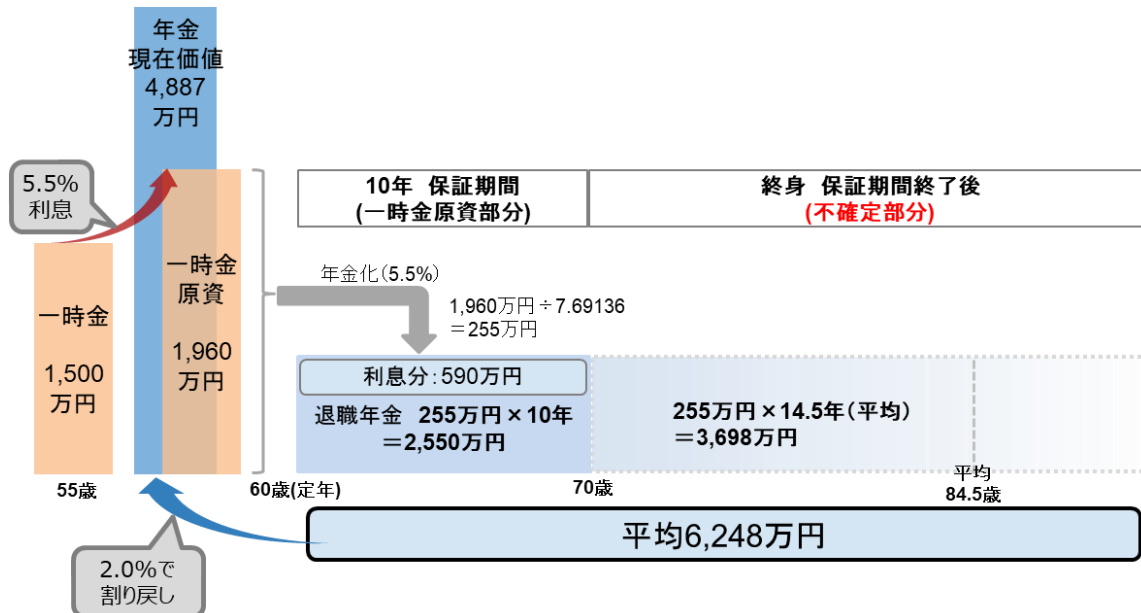 年金
現在価値
4,887
万円
5.5%
利息
一時金
1,500
万円
一時金
原資
1,960
万円
10年 保証期間
(一時金原資部分)
終身 保証期間終了後
(不確定部分)
年金化(5.5%)
1,960万円÷7.69136
＝255万円
利息分:590万円
退職年金 255万円×10年
＝2,550万円
255万円×14.5年(平均)
＝3,698万円
55歳
60歳(定年)
70歳
平均
84.5歳
平均6,248万円
2.0%で
割り戻し